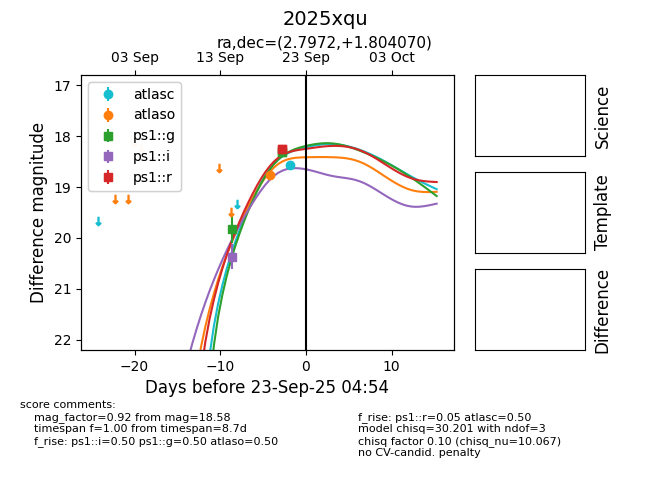 2025xqu
ra,dec=(2.7972,+1.804070)
03 Sep 13 Sep 23 Sep 03 Oct
17
18
19
20
21
22
Difference magnitude
atlasc
atlaso
ps1::g
ps1::i
ps1::r
−20 −10 0 10
Days before 23-Sep-25 04:54
Science
Template
Difference
score comments:
mag_factor=0.92 from mag=18.58
timespan f=1.00 from timespan=8.7d
f_rise: ps1::i=0.50 ps1::g=0.50 atlaso=0.50
f_rise: ps1::r=0.05 atlasc=0.50
model chisq=30.201 with ndof=3
chisq factor 0.10 (chisq_nu=10.067)
no CV-candid. penalty